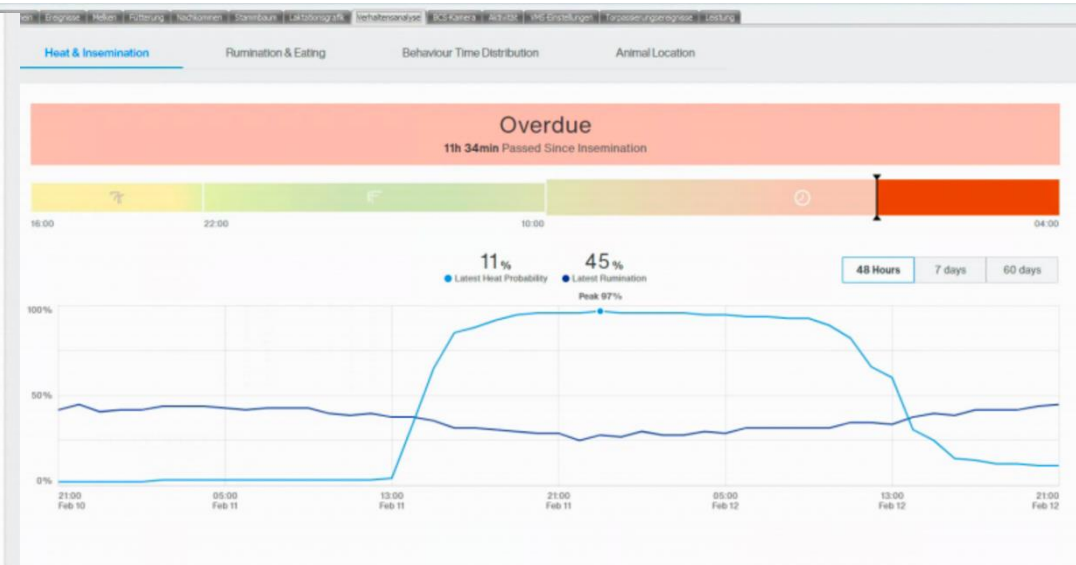 Ereignisse Melken Fütterung Nachkommen Stammbaum Laktationsgrafik Verhaltensanalyse BCS-Kamera Aktivität VMS-Einstellungen Torpassierungsereignisse Leistung
Heat & Insemination Rumination & Eating Behaviour Time Distribution Animal Location
Overdue
11h 34min Passed Since Insemination
16:00 22:00 10:00 04:00
11% 45%
Latest Heat Probability Latest Rumination
48 Hours 7 days 60 days
Peak 97%
100%
50%
0%
21:00 05:00 13:00 21:00 05:00 13:00 21:00
Feb 10 Feb 11 Feb 11 Feb 11 Feb 12 Feb 12 Feb 12